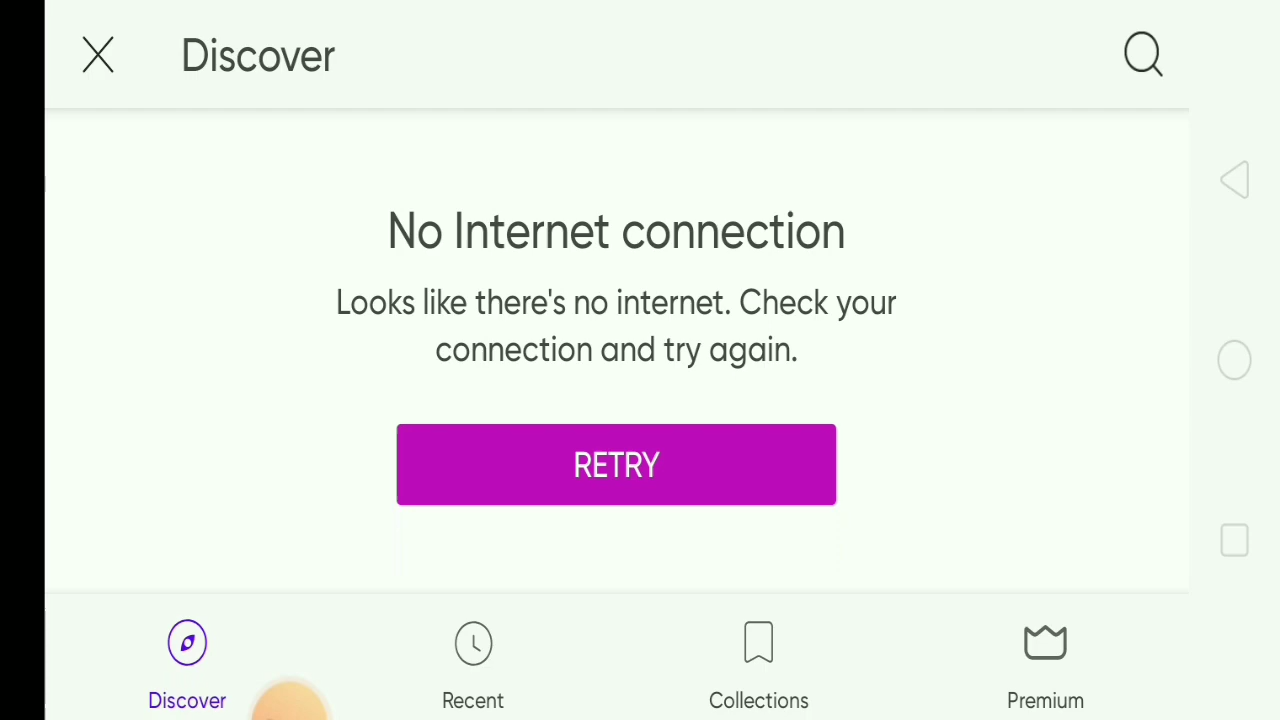 Discover
No Internet connection
Looks like there's no internet. Check your
connection and try again.
RETRY
Discover
Recent
Collections
Premium